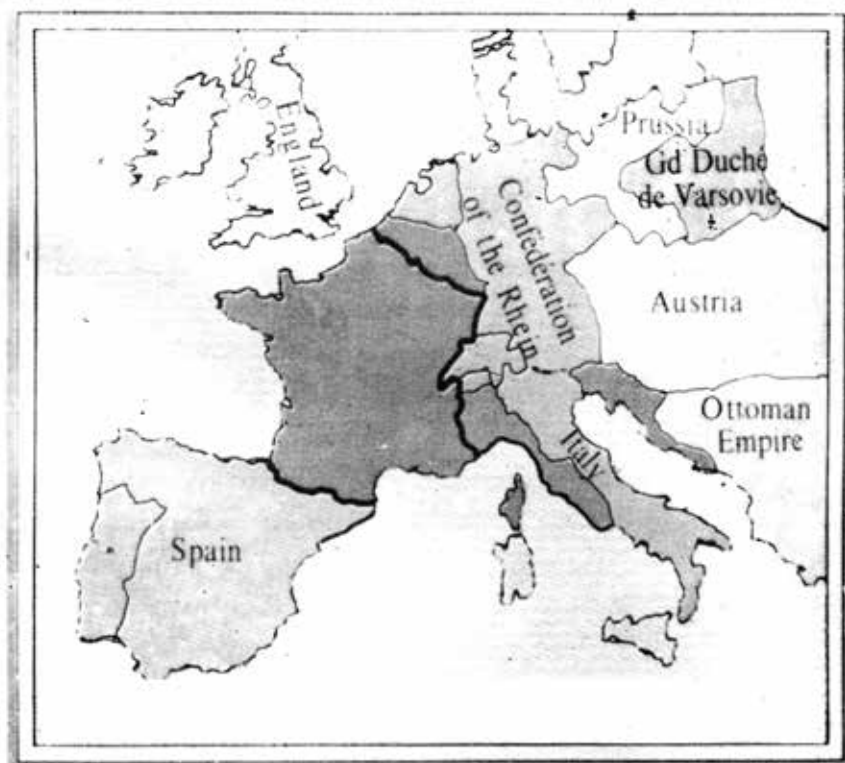 England
Prussia
Gd Duché
de Varsovie
Confédération
of the Rhein
Austria
Ottoman
Empire
Italy
Spain